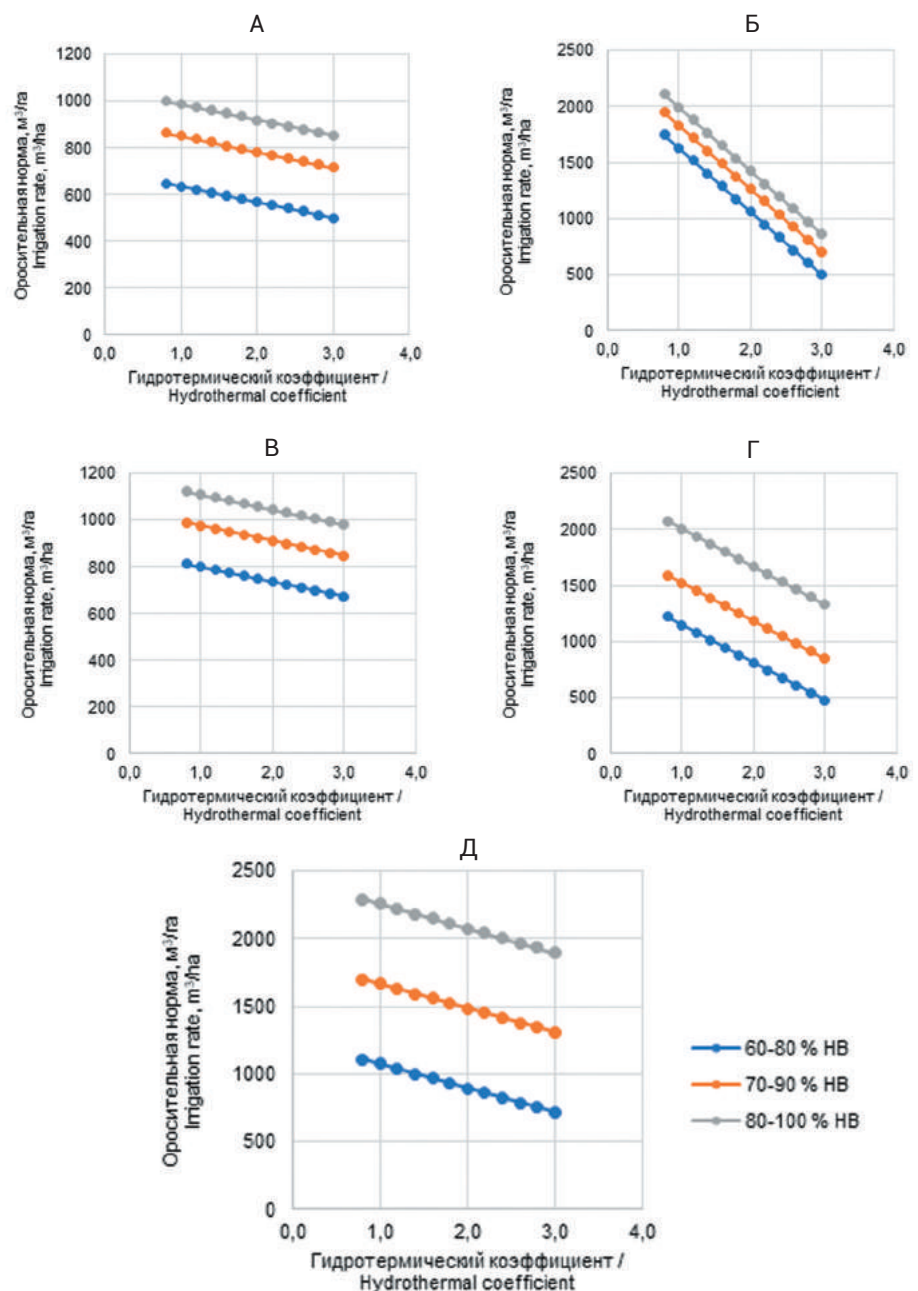 А
1200
1000
800
600
400
200
0
0,0 1,0 2,0 3,0 4,0
Оросительная норма, м³/га
Irrigation rate, m³/ha
Гидротермический коэффициент /
Hydrothermal coefficient
Б
2500
2000
1500
1000
500
0
0,0 1,0 2,0 3,0 4,0
Оросительная норма, м³/га
Irrigation rate, m³/ha
Гидротермический коэффициент /
Hydrothermal coefficient
В
1200
1000
800
600
400
200
0
0,0 1,0 2,0 3,0 4,0
Оросительная норма, м³/га
Irrigation rate, m³/ha
Гидротермический коэффициент /
Hydrothermal coefficient
Г
2500
2000
1500
1000
500
0
0,0 1,0 2,0 3,0 4,0
Оросительная норма, м³/га
Irrigation rate, m³/ha
Гидротермический коэффициент /
Hydrothermal coefficient
Д
2500
2000
1500
1000
500
0
0,0 1,0 2,0 3,0 4,0
Оросительная норма, м³/га
Irrigation rate, m³/ha
Гидротермический коэффициент /
Hydrothermal coefficient
60-80 % НВ
70-90 % НВ
80-100 % НВ